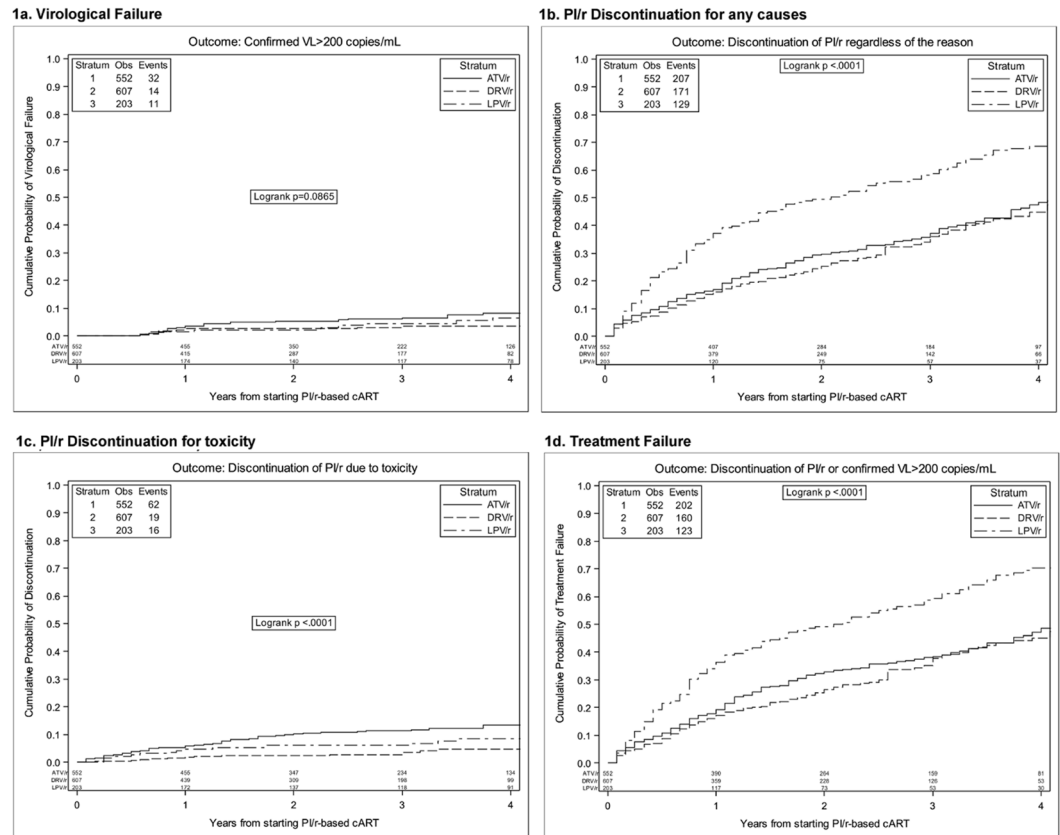 1a. Virological Failure
Outcome: Confirmed VL>200 copies/mL
Cumulative Probability of Virological Failure
1.0
0.9
0.8
0.7
0.6
0.5
0.4
0.3
0.2
0.1
0.0
Stratum Obs Events
1 552 32
2 607 14
3 203 11
Stratum
ATV/r
DRV/r
LPV/r
Logrank p=0.0865
ATV/r 552 455 350 222 126
DRV/r 607 415 287 177 82
LPV/r 203 174 140 117 78
0 1 2 3 4
Years from starting PI/r-based cART
1b. PI/r Discontinuation for any causes
Outcome: Discontinuation of PI/r regardless of the reason
Cumulative Probability of Discontinuation
1.0
0.9
0.8
0.7
0.6
0.5
0.4
0.3
0.2
0.1
0.0
Stratum Obs Events
1 552 207
2 607 171
3 203 129
Logrank p <.0001
Stratum
ATV/r
DRV/r
LPV/r
ATV/r 552 407 284 184 97
DRV/r 607 379 249 142 66
LPV/r 203 120 75 57 37
0 1 2 3 4
Years from starting PI/r-based cART
1c. PI/r Discontinuation for toxicity
Outcome: Discontinuation of PI/r due to toxicity
Cumulative Probability of Discontinuation
1.0
0.9
0.8
0.7
0.6
0.5
0.4
0.3
0.2
0.1
0.0
Stratum Obs Events
1 552 62
2 607 19
3 203 16
Stratum
ATV/r
DRV/r
LPV/r
Logrank p <.0001
ATV/r 552 455 347 234 134
DRV/r 607 439 309 198 99
LPV/r 203 172 137 118 91
0 1 2 3 4
Years from starting PI/r-based cART
1d. Treatment Failure
Outcome: Discontinuation of PI/r or confirmed VL>200 copies/mL
Cumulative Probability of Treatment Failure
1.0
0.9
0.8
0.7
0.6
0.5
0.4
0.3
0.2
0.1
0.0
Stratum Obs Events
1 552 202
2 607 160
3 203 123
Logrank p <.0001
Stratum
ATV/r
DRV/r
LPV/r
ATV/r 552 390 264 159 81
DRV/r 607 359 228 126 53
LPV/r 203 117 73 53 30
0 1 2 3 4
Years from starting PI/r-based cART